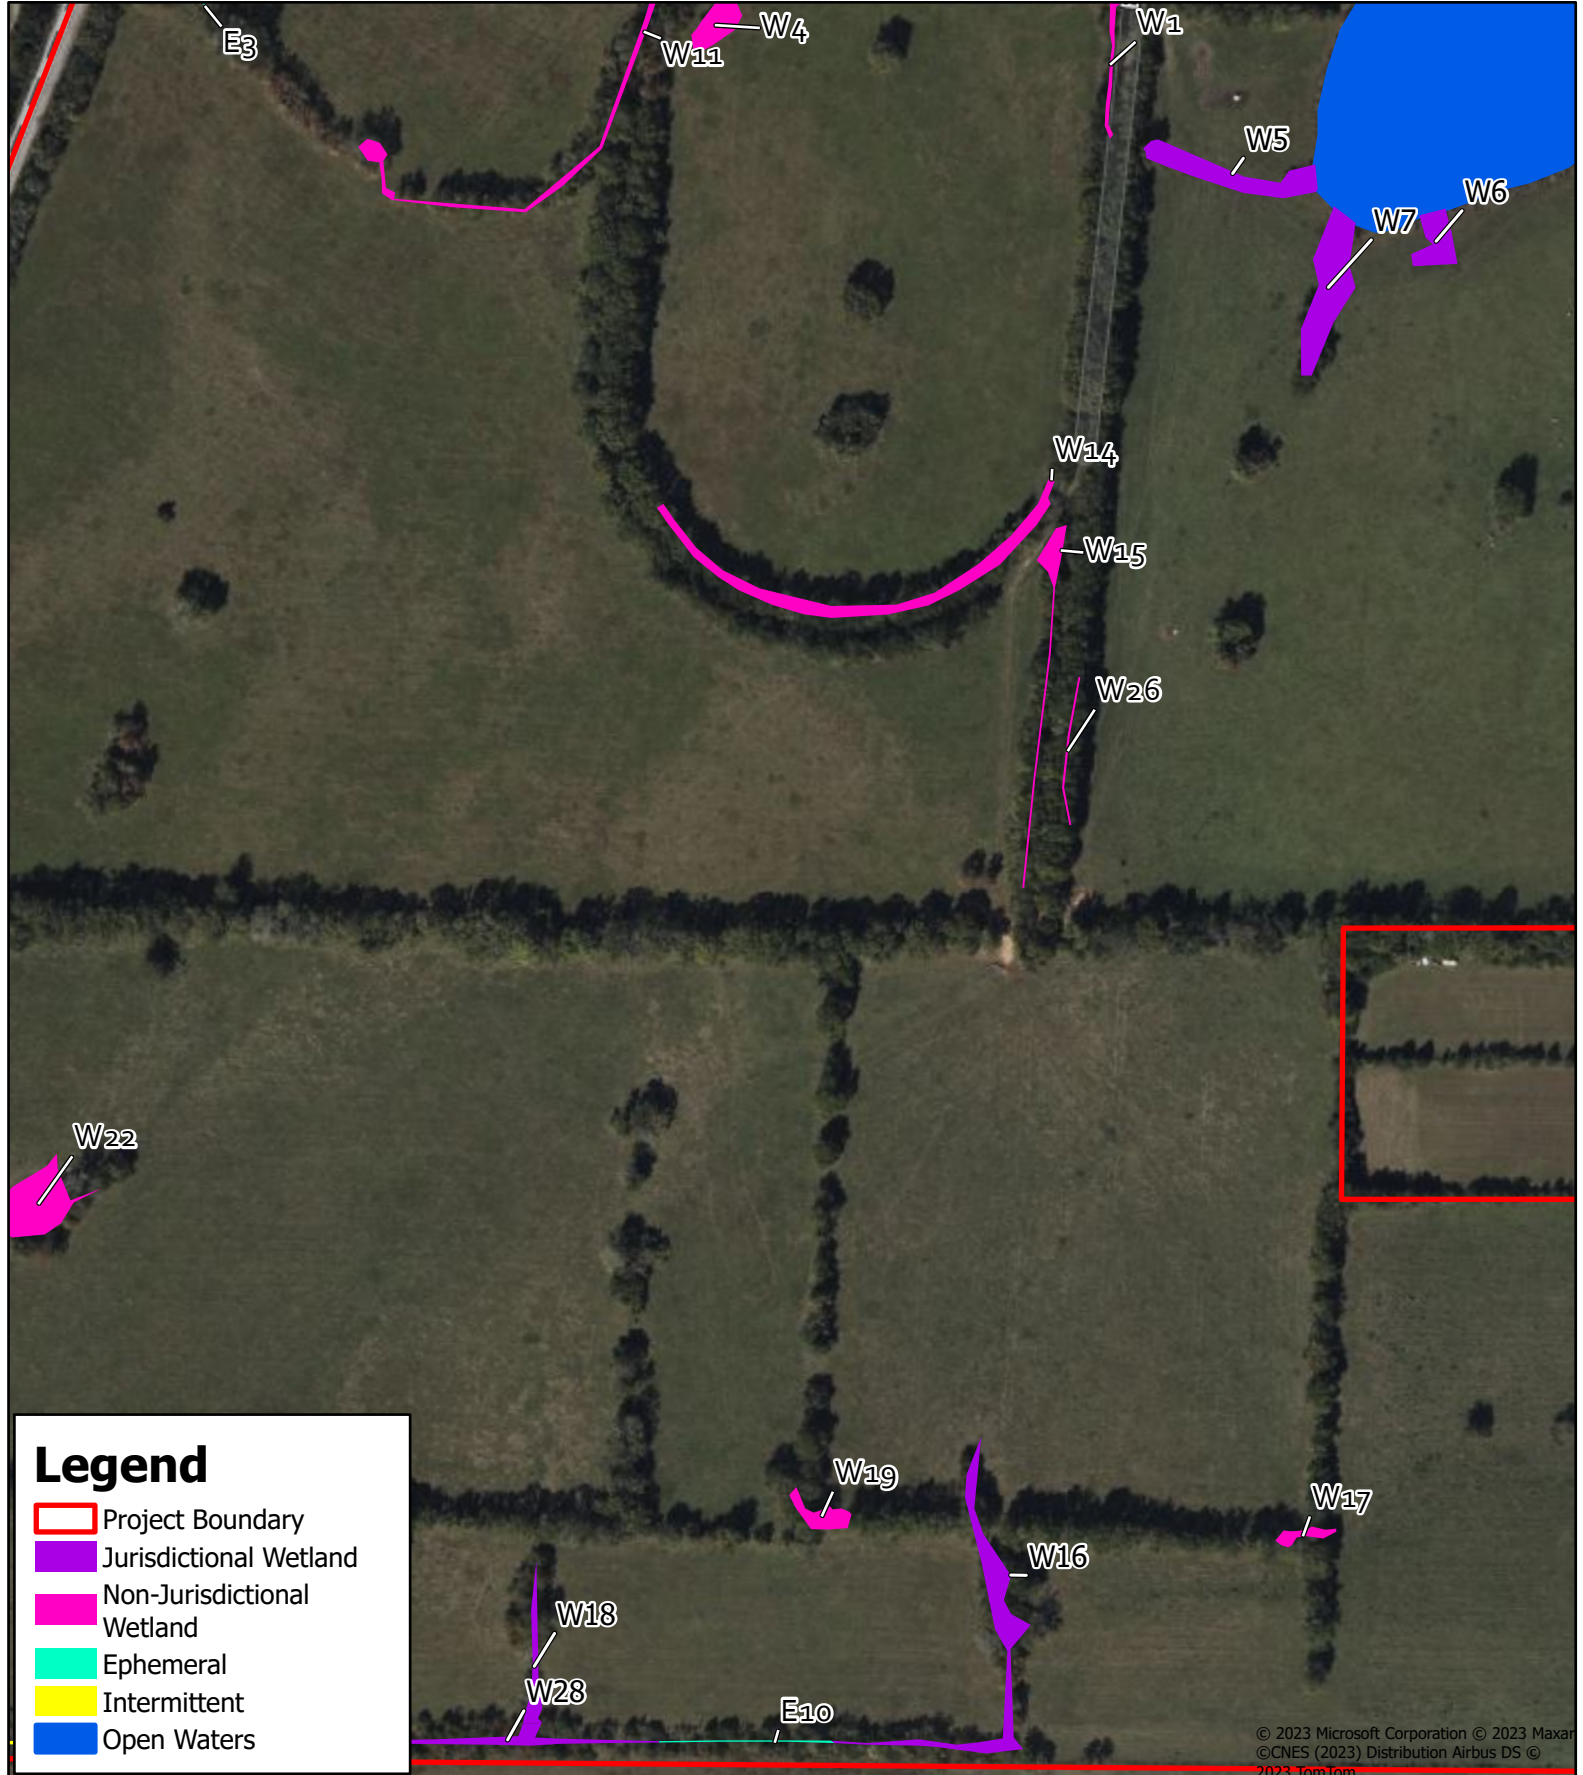 E3
W11
W4
W1
W5
W6
W7
W14
W15
W26
W22
W19
W17
W16
W18
W28
E10
Legend
Project Boundary
Jurisdictional Wetland
Non-Jurisdictional
Wetland
Ephemeral
Intermittent
Open Waters
© 2023 Microsoft Corporation © 2023 Maxar
©CNES (2023) Distribution Airbus DS ©
2023 TomTom